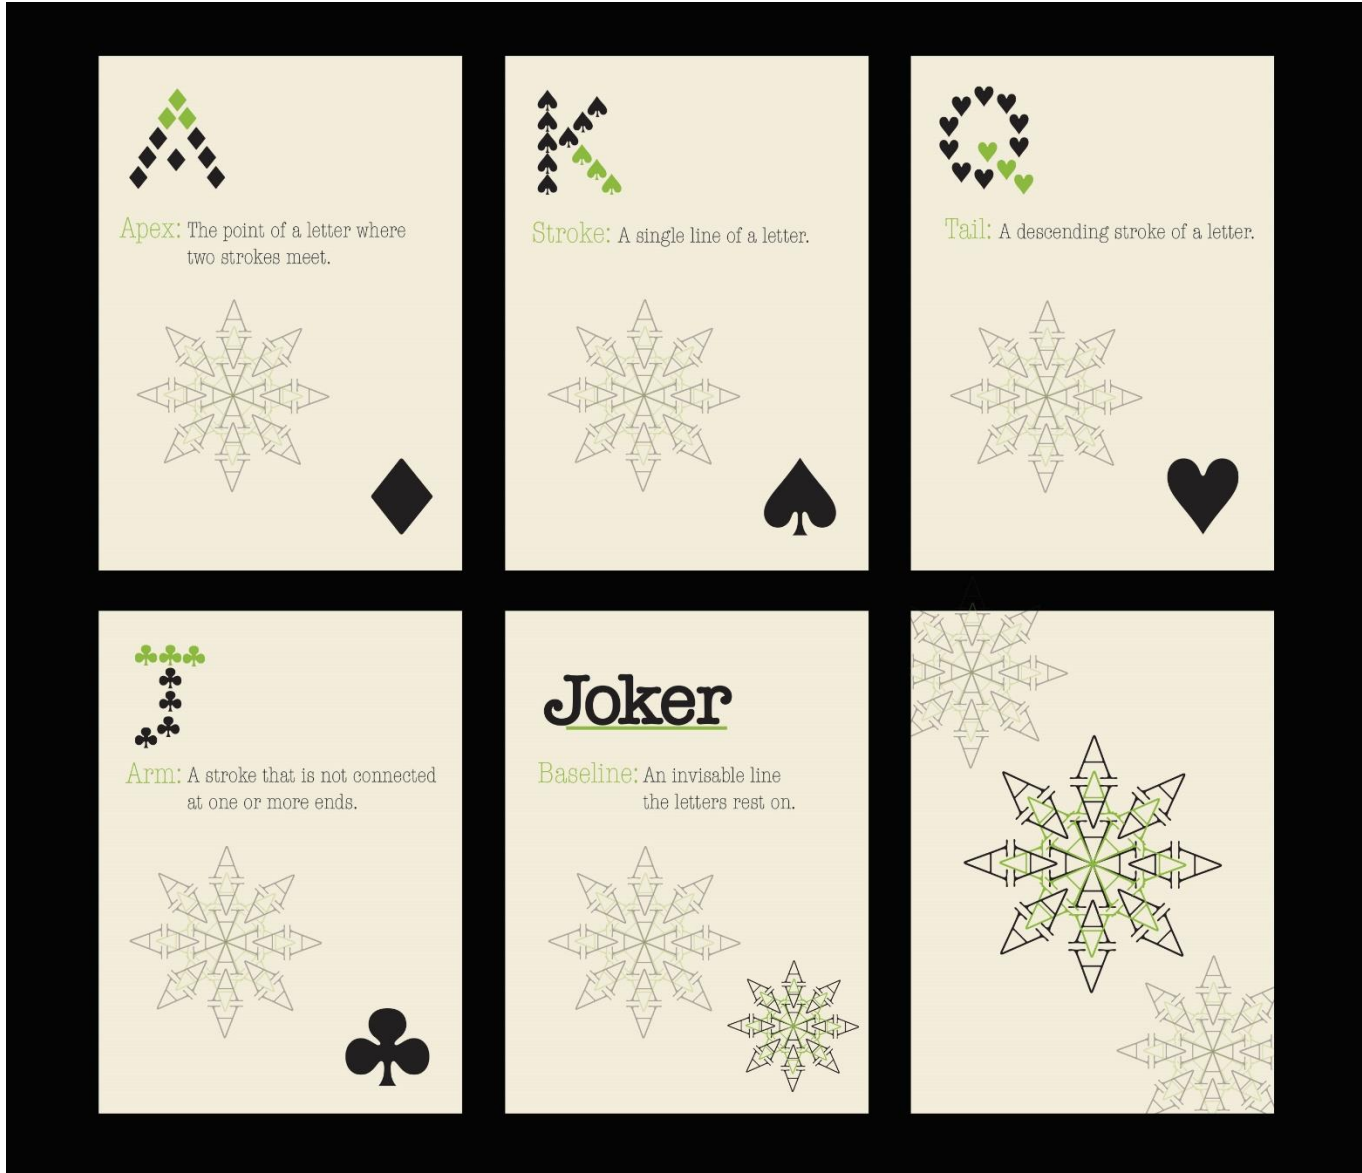 A
Apex: The point of a letter where
two strokes meet.
K
Stroke: A single line of a letter.
Q
Tail: A descending stroke of a letter.
J
Arm: A stroke that is not connected
at one or more ends.
Joker
Baseline: An invisable line
the letters rest on.